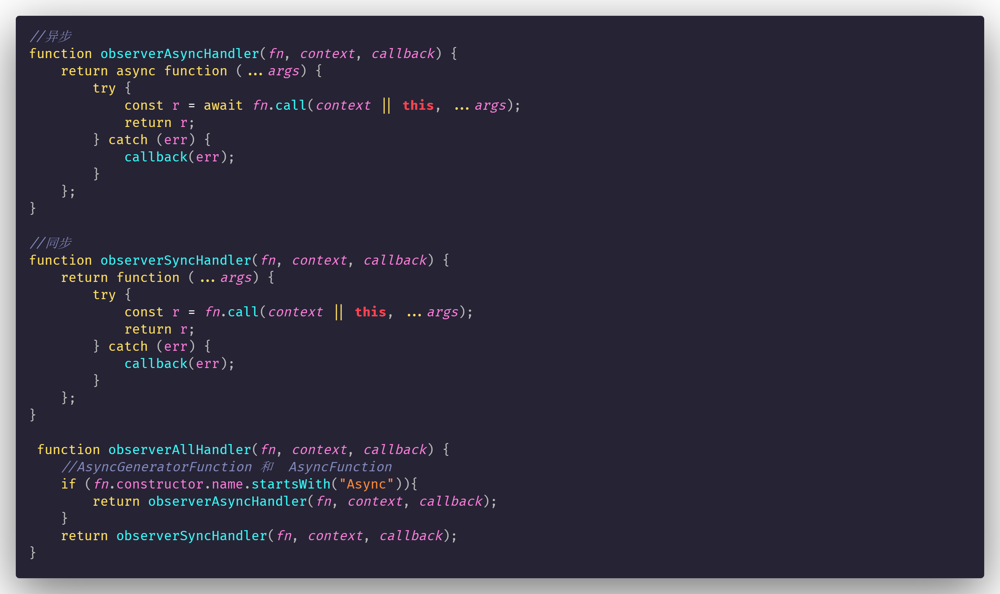 //异步
function observerAsyncHandler(fn, context, callback) {
    return async function (...args) {
        try {
            const r = await fn.call(context || this, ...args);
            return r;
        } catch (err) {
            callback(err);
        }
    };
}

//同步
function observerSyncHandler(fn, context, callback) {
    return function (...args) {
        try {
            const r = fn.call(context || this, ...args);
            return r;
        } catch (err) {
            callback(err);
        }
    };
}

 function observerAllHandler(fn, context, callback) {
    //AsyncGeneratorFunction 和  AsyncFunction
    if (fn.constructor.name.startsWith("Async")){
        return observerAsyncHandler(fn, context, callback);
    }
    return observerSyncHandler(fn, context, callback);
}